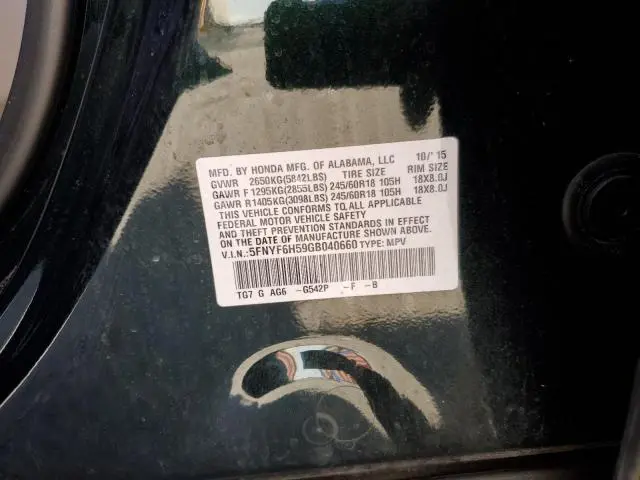 MFD. BY HONDA MFG. OF ALABAMA, LLC 10/'15
GVWR 2650KG(5842LBS) TIRE SIZE RIM SIZE
GAWR F 1295KG(2855LBS) 245/60R18 105H 18X8.0J
GAWR R1405KG(3098LBS) 245/60R18 105H 18X8.0J
THIS VEHICLE CONFORMS TO ALL APPLICABLE
FEDERAL MOTOR VEHICLE SAFETY
AND THEFT PREVENTION STANDARDS IN EFFECT
ON THE DATE OF MANUFACTURE SHOWN ABOVE.
V.I.N.: 5FNYF6H59GB040660 TYPE: MPV
TG7 G AG6 -G542P -F -B